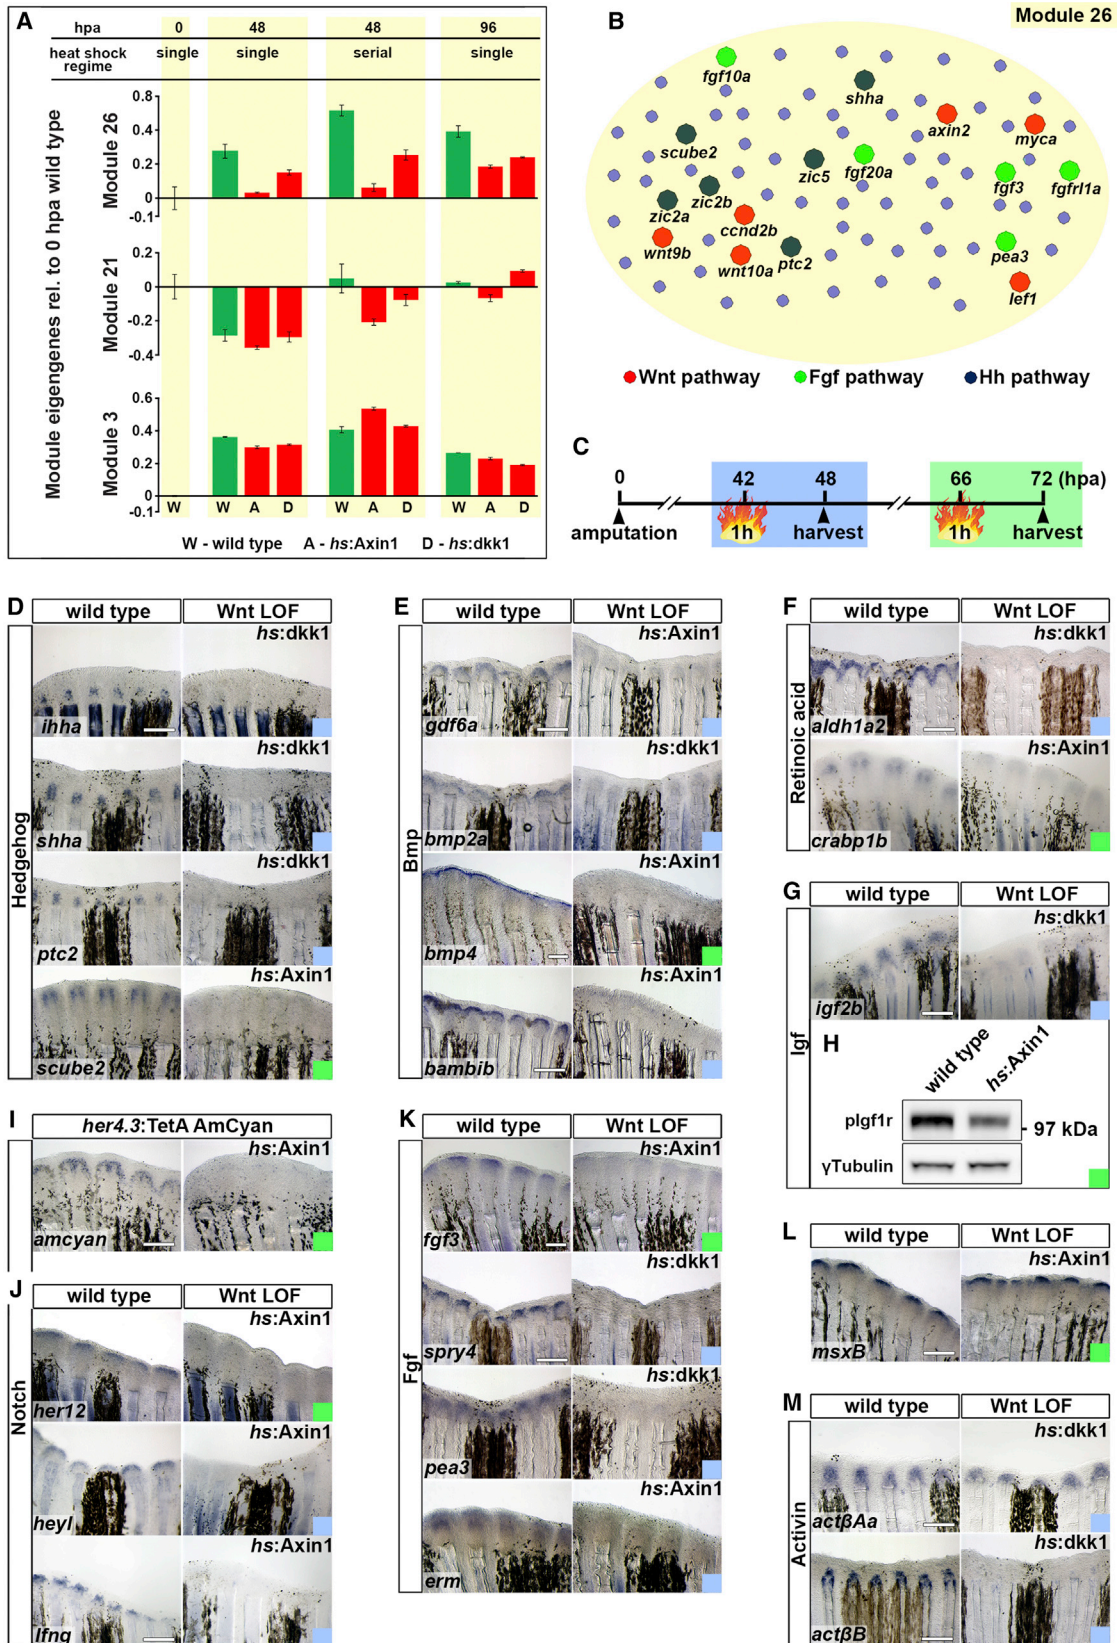 A
hpa 0 48 48 96
heat shock regime single single serial single
Module eigengenes rel. to 0 hpa wild type
Module 26
0.8
0.4
0.2
0
-0.1
Module 21
0.2
0
-0.2
-0.4
Module 3
0.6
0.4
0.2
0
-0.1
W W A D W A D W A D
W - wild type A - hs:Axin1 D - hs:dkk1
B
Module 26
fgf10a
shha
axin2
myca
scube2
zic5
fgf20a
fgf3
fgfrl1a
zic2b
zic2a
ccnd2b
wnt9b
wnt10a
ptc2
pea3
lef1
Wnt pathway Fgf pathway Hh pathway
C
0 42 48 66 72 (hpa)
1h 1h
amputation harvest harvest
D
wild type Wnt LOF
Hedgehog
hs:dkk1
ihha
hs:dkk1
shha
hs:dkk1
ptc2
hs:Axin1
scube2
E
wild type Wnt LOF
Bmp
hs:Axin1
gdf6a
hs:dkk1
bmp2a
hs:Axin1
bmp4
hs:Axin1
bambib
F
wild type Wnt LOF
Retinoic acid
hs:dkk1
aldh1a2
hs:Axin1
crabp1b
G
wild type Wnt LOF
Igf
hs:dkk1
igf2b
H
wild type hs:Axin1
pIgf1r
- 97 kDa
γTubulin
I
her4.3:TetA AmCyan
hs:Axin1
amcyan
J
wild type Wnt LOF
Notch
hs:Axin1
her12
hs:Axin1
heyl
hs:Axin1
lfng
K
wild type Wnt LOF
Fgf
hs:Axin1
fgf3
hs:dkk1
spry4
hs:dkk1
pea3
hs:Axin1
erm
L
wild type Wnt LOF
hs:Axin1
msxB
M
wild type Wnt LOF
Activin
hs:dkk1
actβAa
hs:dkk1
actβB